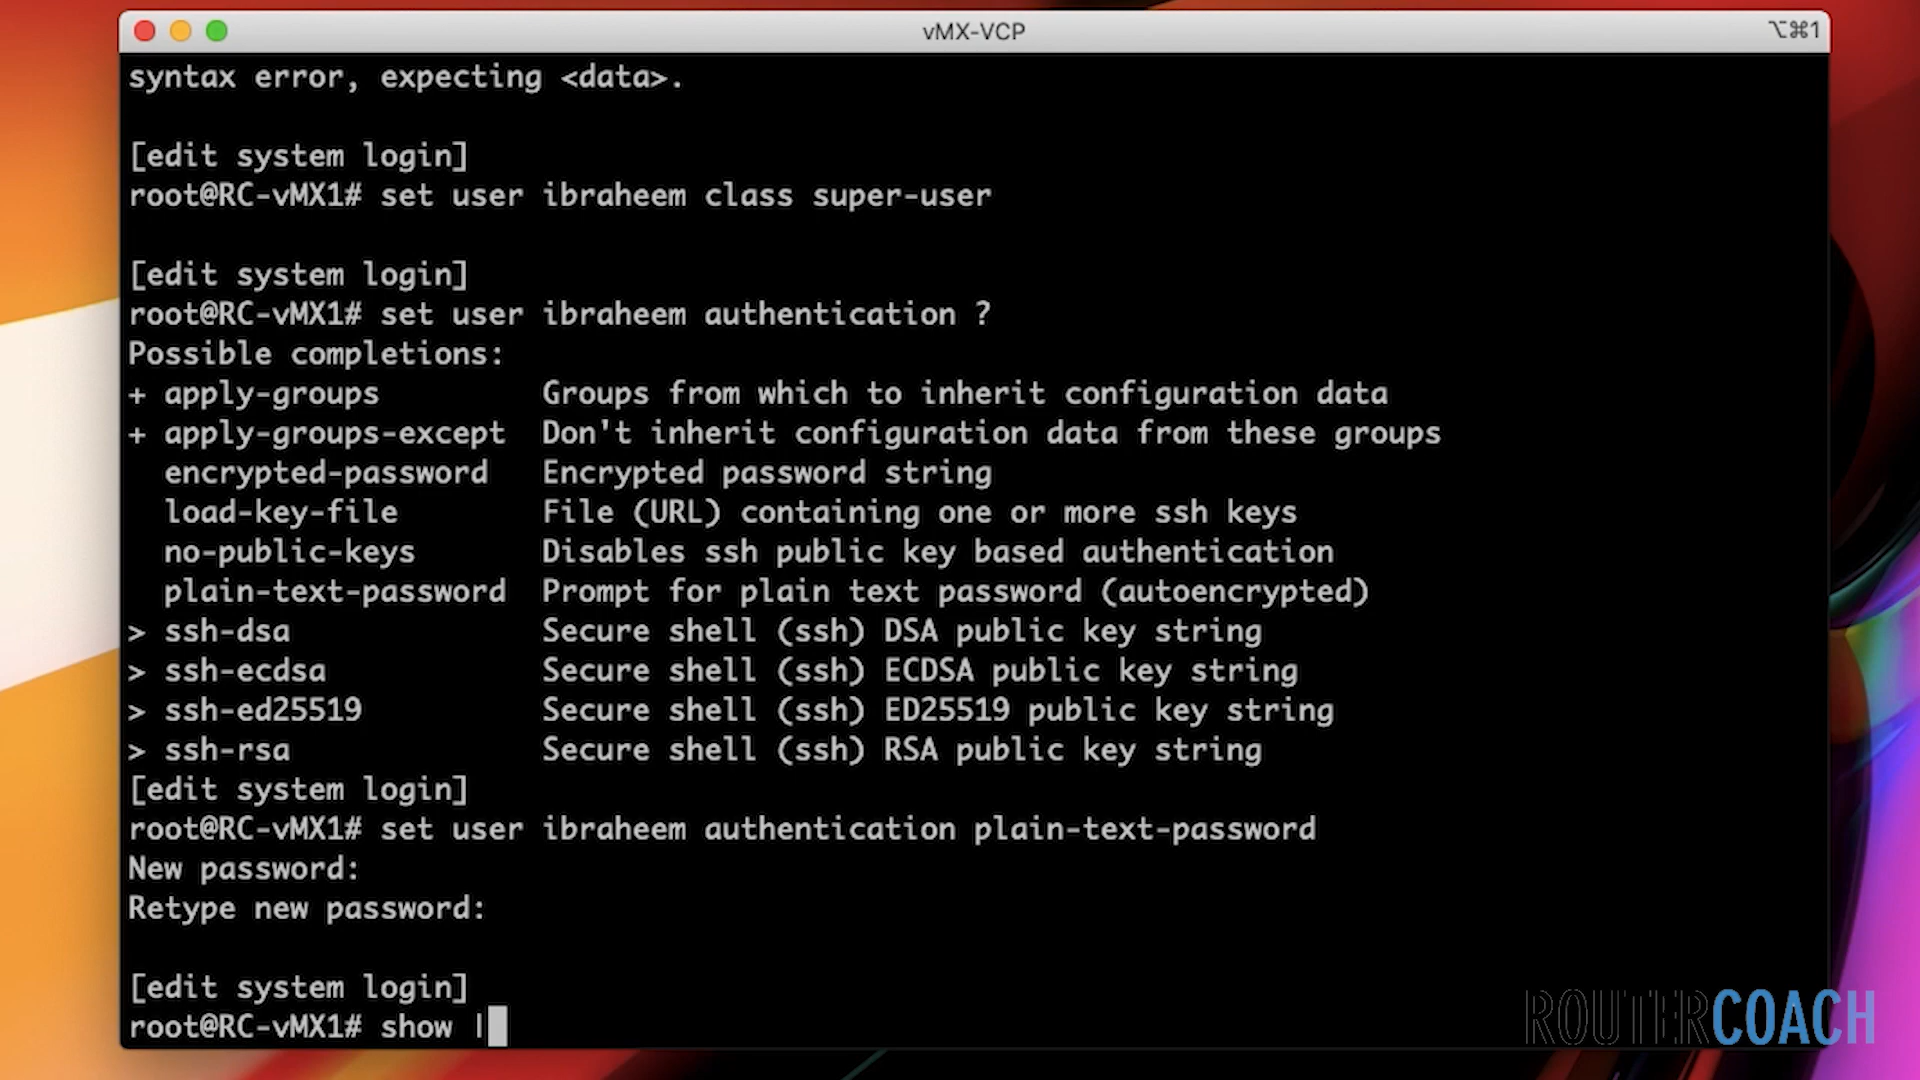 vMX-VCP
⌥⌘1
syntax error, expecting <data>.
[edit system login]
root@RC-vMX1# set user ibraheem class super-user
[edit system login]
root@RC-vMX1# set user ibraheem authentication ?
Possible completions:
+ apply-groups Groups from which to inherit configuration data
+ apply-groups-except Don't inherit configuration data from these groups
encrypted-password Encrypted password string
load-key-file File (URL) containing one or more ssh keys
no-public-keys Disables ssh public key based authentication
plain-text-password Prompt for plain text password (autoencrypted)
> ssh-dsa Secure shell (ssh) DSA public key string
> ssh-ecdsa Secure shell (ssh) ECDSA public key string
> ssh-ed25519 Secure shell (ssh) ED25519 public key string
> ssh-rsa Secure shell (ssh) RSA public key string
[edit system login]
root@RC-vMX1# set user ibraheem authentication plain-text-password
New password:
Retype new password:
[edit system login]
root@RC-vMX1# show |
ROUTERCOACH